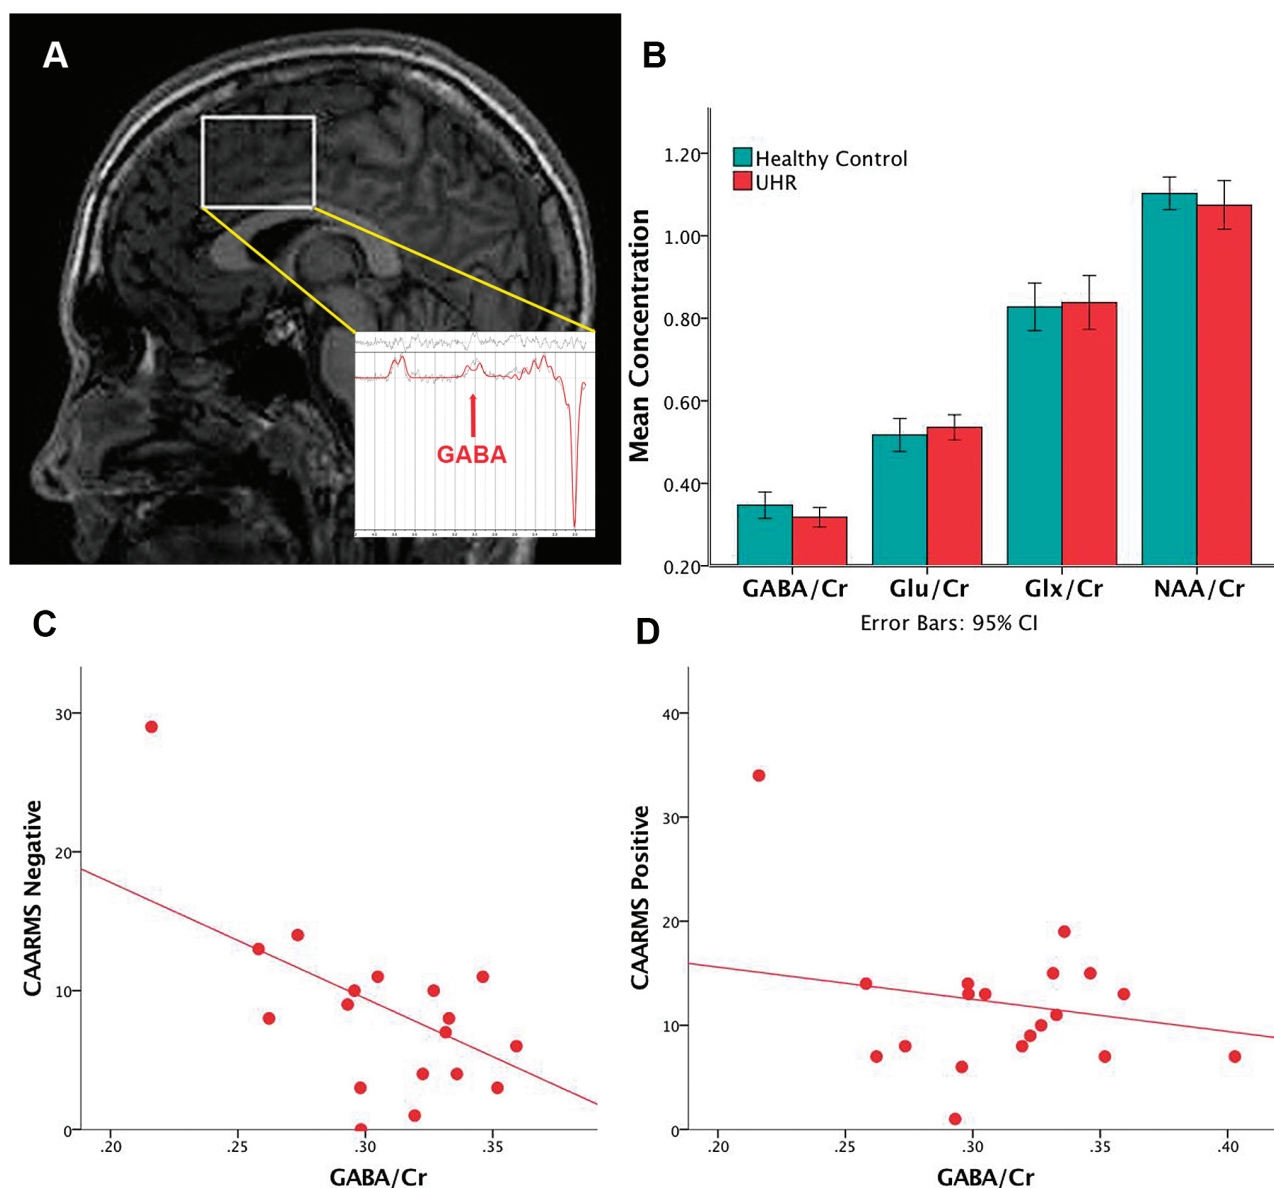 A
GABA
B
Healthy Control
UHR
Mean Concentration
1.20
1.00
0.80
0.60
0.40
0.20
GABA/Cr Glu/Cr Glx/Cr NAA/Cr
Error Bars: 95% CI
C
CAARMS Negative
30
20
10
0
.20 .25 .30 .35
GABA/Cr
D
CAARMS Positive
40
30
20
10
0
.20 .25 .30 .35 .40
GABA/Cr